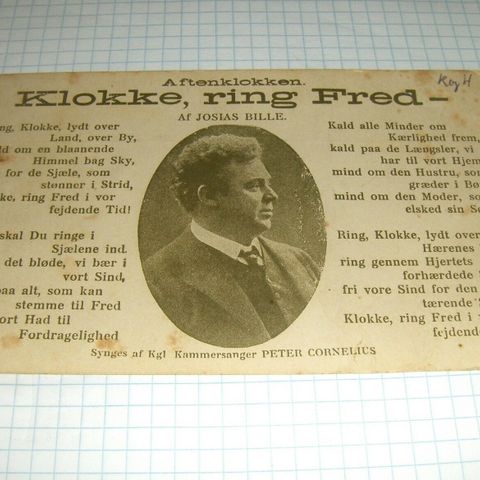 Aftenklokken.
Klokke, ring Fred –
Af JOSIAS BILLE.
ng, Klokke, lydt over
Land, over By,
ld om en blaanende
Himmel bag Sky,
for de Sjæle, som
stønner i Strid,
ke, ring Fred i vor
fejdende Tid!
skal Du ringe i
Sjælene ind
det bløde, vi bær i
vort Sind,
paa alt, som kan
stemme til Fred
ort Had til
Fordragelighed
Kald alle Minder om
Kærlighed frem,
kald paa de Længsler, vi
har til vort Hjem
mind om den Hustru, som
græder i Bø
mind om den Moder, som
elsked sin Sø
Ring, Klokke, lydt over
Hærenes
ring gennem Hjertets
forhærdede
fri vore Sind for den
tærende
Klokke, ring Fred i v
fejdende
Synges af Kgl Kammersanger PETER CORNELIUS